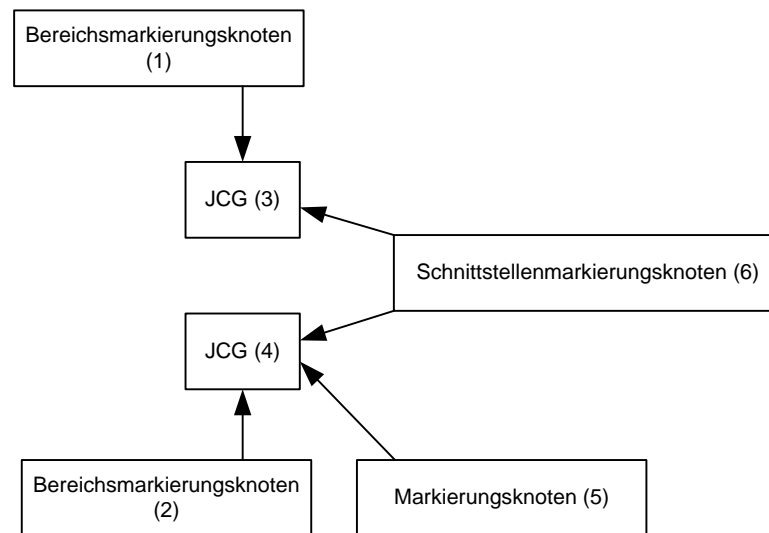 Bereichsmarkierungsknoten
(1)
JCG (3)
Schnittstellenmarkierungsknoten (6)
JCG (4)
Bereichsmarkierungsknoten
(2)
Markierungsknoten (5)